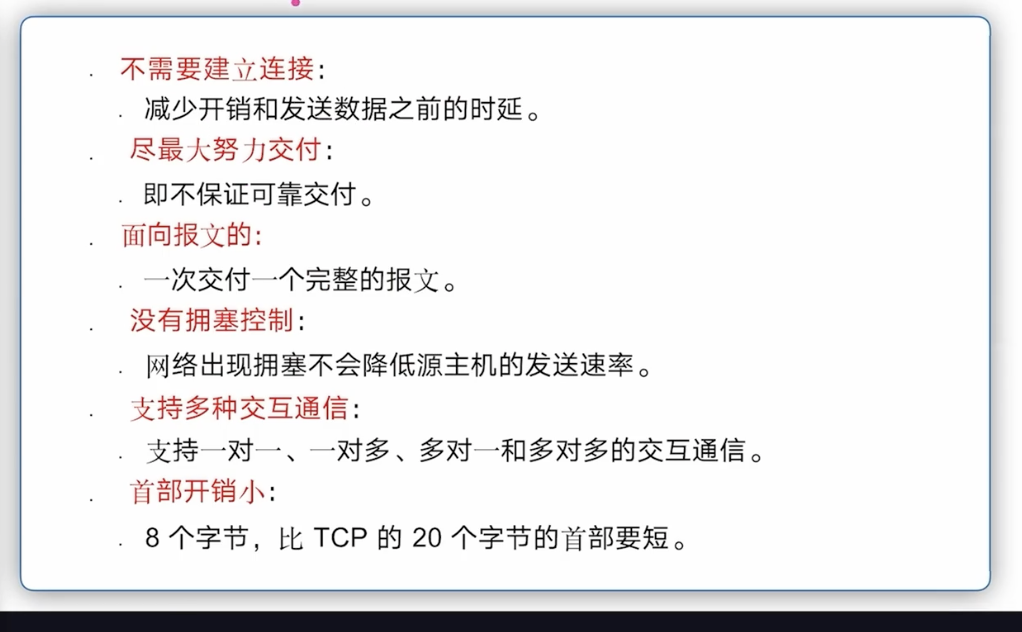 不需要建立连接:
减少开销和发送数据之前的时延。
尽最大努力交付:
即不保证可靠交付。
面向报文的:
一次交付一个完整的报文。
没有拥塞控制:
网络出现拥塞不会降低源主机的发送速率。
支持多种交互通信:
支持一对一、一对多、多对一和多对多的交互通信。
首部开销小:
8 个字节，比 TCP 的 20 个字节的首部要短。